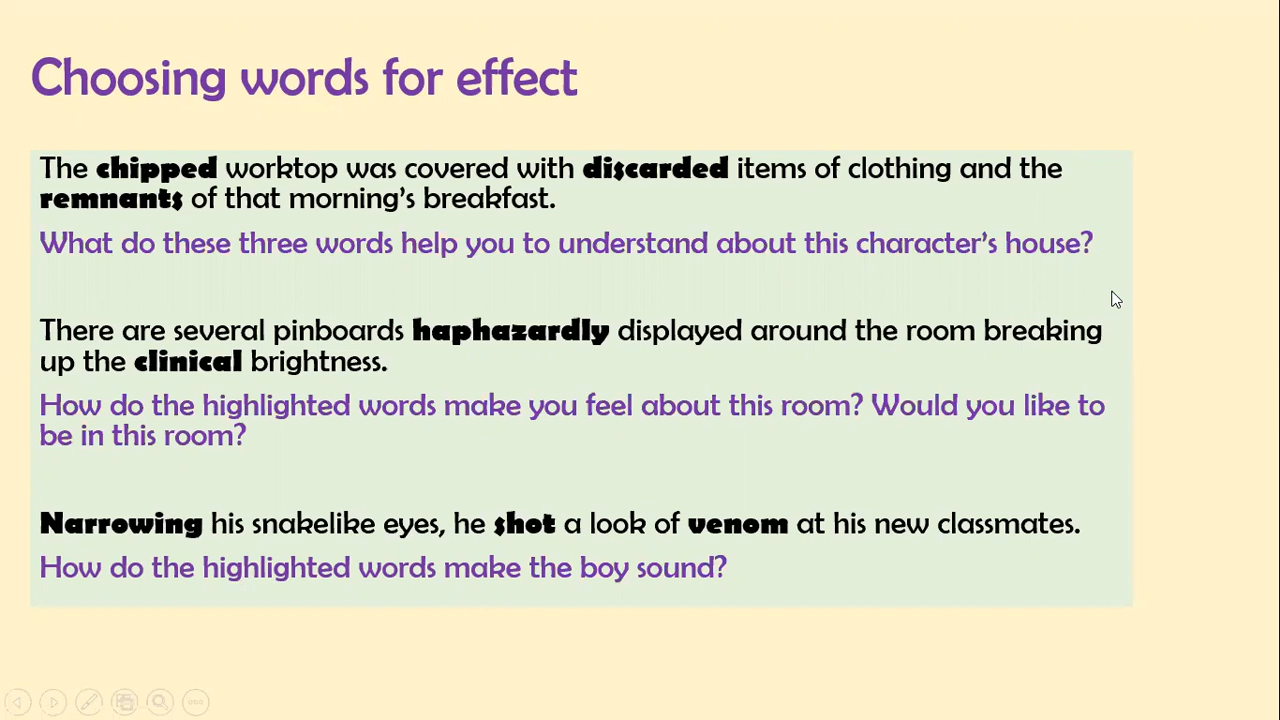 Choosing words for effect
The chipped worktop was covered with discarded items of clothing and the
remnants of that morning’s breakfast.
What do these three words help you to understand about this character’s house?
There are several pinboards haphazardly displayed around the room breaking
up the clinical brightness.
How do the highlighted words make you feel about this room? Would you like to
be in this room?
Narrowing his snakelike eyes, he shot a look of venom at his new classmates.
How do the highlighted words make the boy sound?